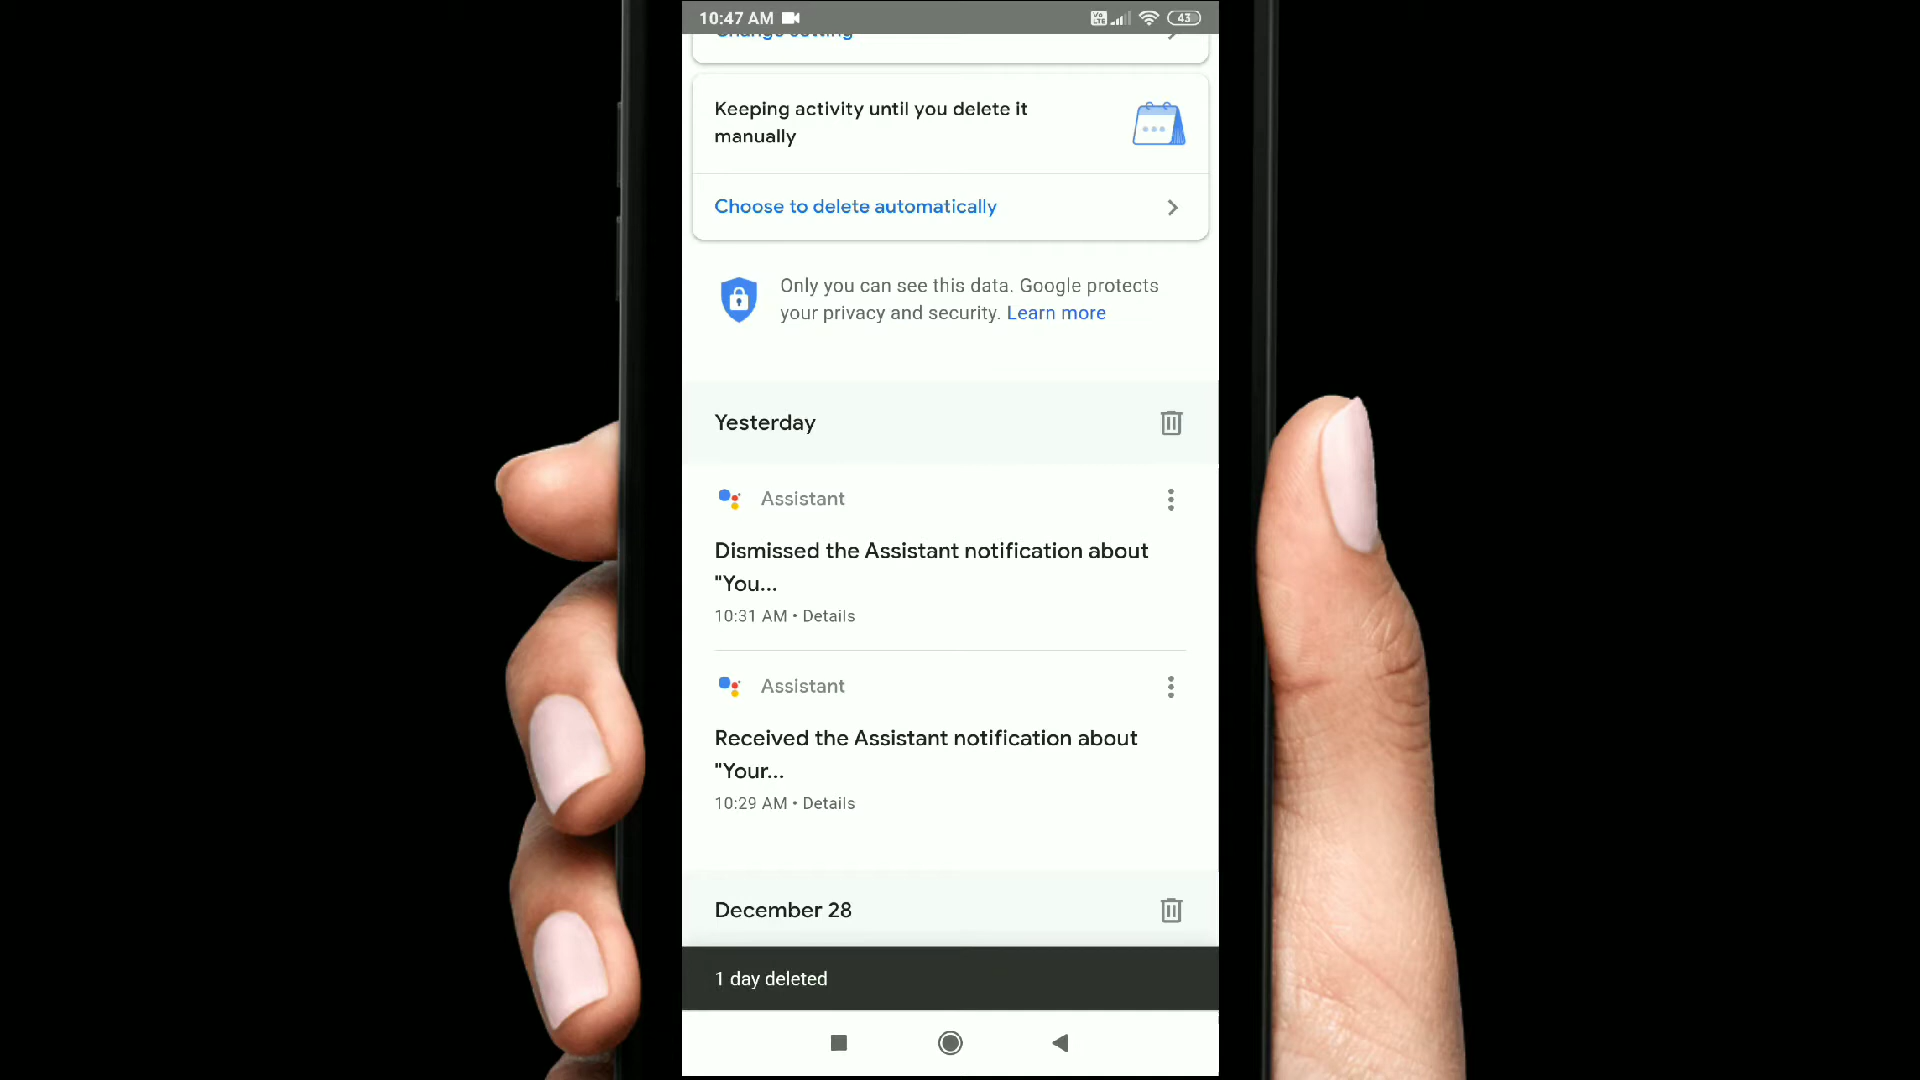 10:47 AM
Vo LTE
43
Change setting
Keeping activity until you delete it
manually
Choose to delete automatically
Only you can see this data. Google protects
your privacy and security. Learn more
Yesterday
Assistant
Dismissed the Assistant notification about
"You...
10:31 AM • Details
Assistant
Received the Assistant notification about
"Your...
10:29 AM • Details
December 28
1 day deleted